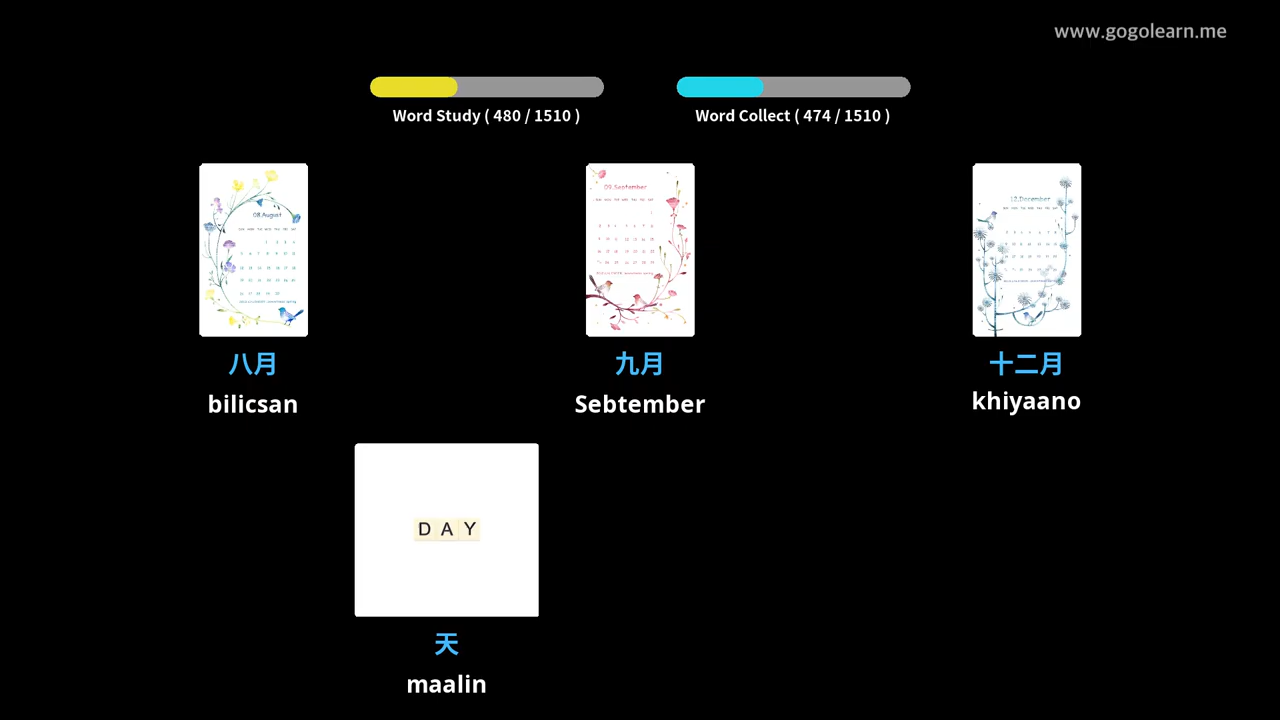 www.gogolearn.me
Word Study ( 480 / 1510 )
Word Collect ( 474 / 1510 )
08.August
09.September
12.December
八月
九月
十二月
bilicsan
Sebtember
khiyaano
DAY
天
maalin